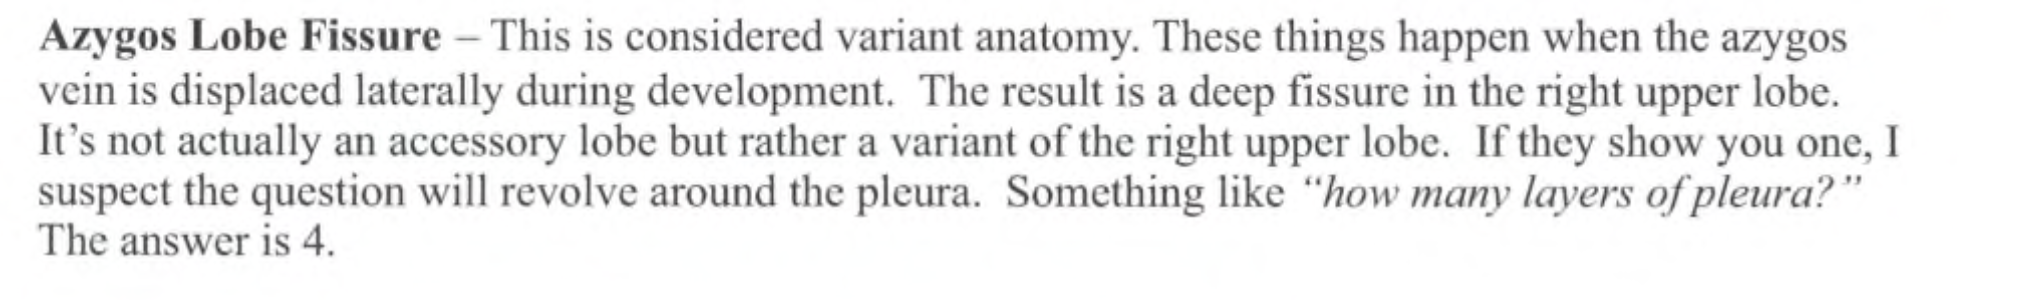 Azygos Lobe Fissure – This is considered variant anatomy. These things happen when the azygos
vein is displaced laterally during development. The result is a deep fissure in the right upper lobe.
It's not actually an accessory lobe but rather a variant of the right upper lobe. If they show you one, I
suspect the question will revolve around the pleura. Something like “how many layers of pleura?”
The answer is 4.